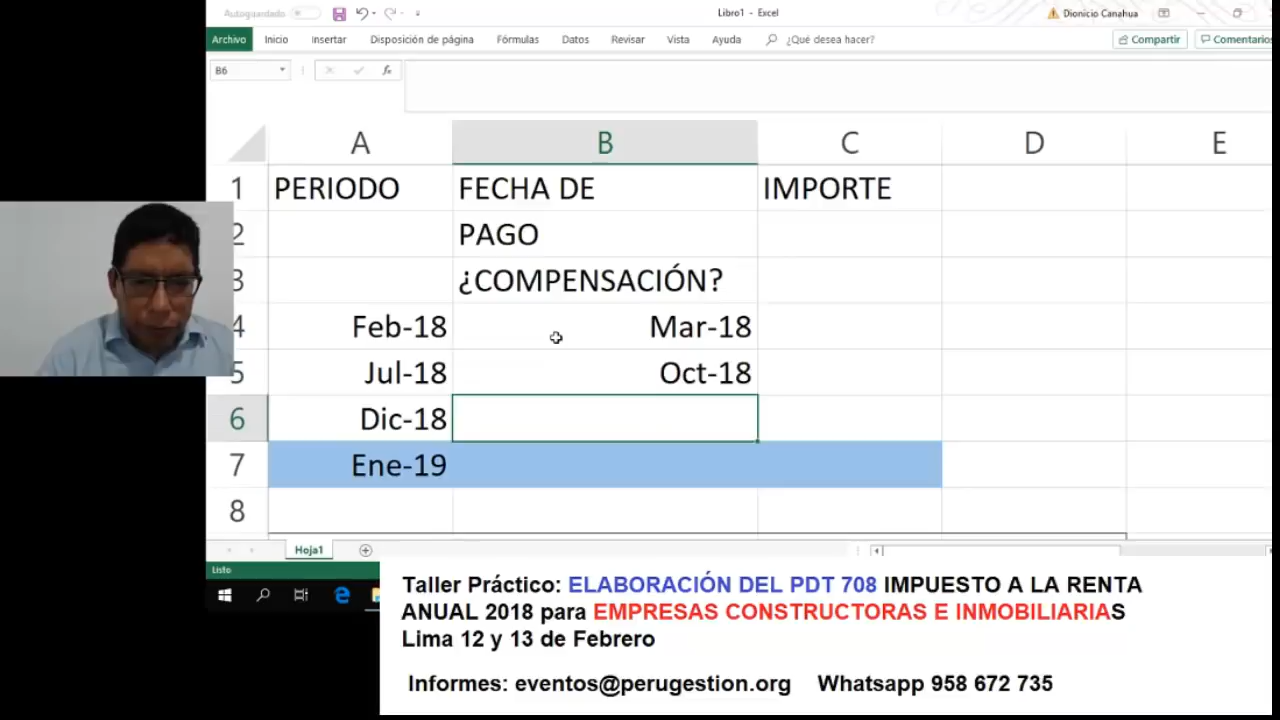 Autoguardado
Libro1 - Excel
Dionicio Canahua
Archivo Inicio Insertar Disposición de página Fórmulas Datos Revisar Vista Ayuda ¿Qué desea hacer? Compartir Comentarios
B6 fx
A B C D E
1 PERIODO FECHA DE IMPORTE
2 PAGO
3 ¿COMPENSACIÓN?
4 Feb-18 Mar-18
5 Jul-18 Oct-18
6 Dic-18
7 Ene-19
8
Hoja1
Listo
Taller Práctico: ELABORACIÓN DEL PDT 708 IMPUESTO A LA RENTA
ANUAL 2018 para EMPRESAS CONSTRUCTORAS E INMOBILIARIAS
Lima 12 y 13 de Febrero
Informes: eventos@perugestion.org Whatsapp 958 672 735